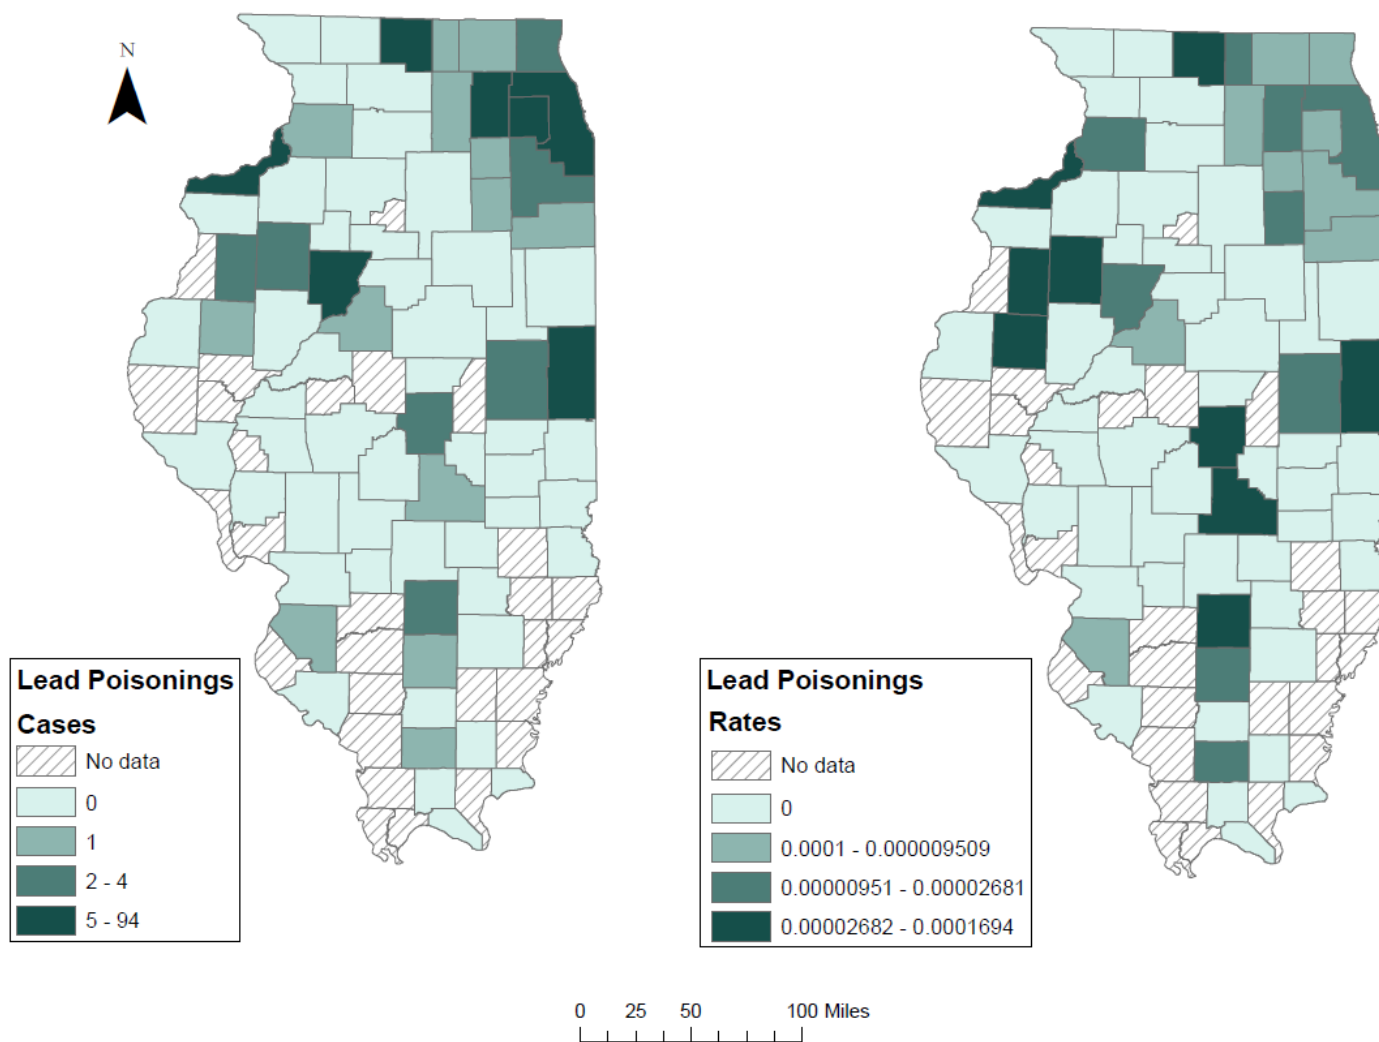 N
Lead Poisonings
Cases
No data
0
1
2 - 4
5 - 94
Lead Poisonings
Rates
No data
0
0.0001 - 0.000009509
0.00000951 - 0.00002681
0.00002682 - 0.0001694
0 25 50 100 Miles